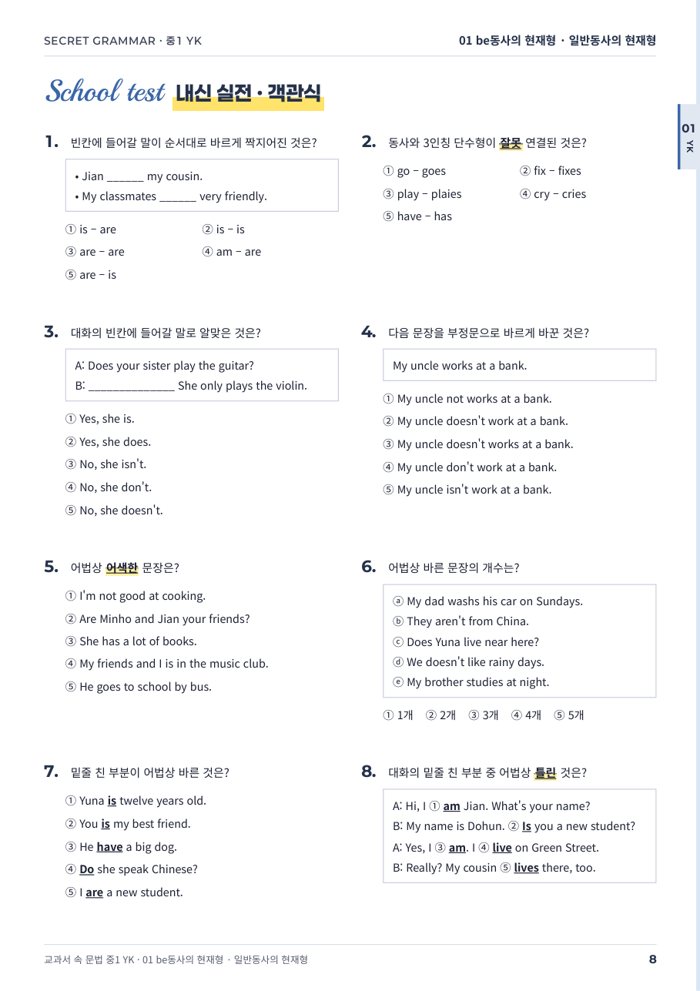 SECRET GRAMMAR · 중1 YK
01 be동사의 현재형 · 일반동사의 현재형
School test 내신 실전 · 객관식
01
YK
1. 빈칸에 들어갈 말이 순서대로 바르게 짝지어진 것은?
• Jian ______ my cousin.
• My classmates ______ very friendly.
① is – are
② is – is
③ are – are
④ am – are
⑤ are – is
2. 동사와 3인칭 단수형이 잘못 연결된 것은?
① go – goes
② fix – fixes
③ play – plaies
④ cry – cries
⑤ have – has
3. 대화의 빈칸에 들어갈 말로 알맞은 것은?
A: Does your sister play the guitar?
B: ______________ She only plays the violin.
① Yes, she is.
② Yes, she does.
③ No, she isn't.
④ No, she don't.
⑤ No, she doesn't.
4. 다음 문장을 부정문으로 바르게 바꾼 것은?
My uncle works at a bank.
① My uncle not works at a bank.
② My uncle doesn't work at a bank.
③ My uncle doesn't works at a bank.
④ My uncle don't work at a bank.
⑤ My uncle isn't work at a bank.
5. 어법상 어색한 문장은?
① I'm not good at cooking.
② Are Minho and Jian your friends?
③ She has a lot of books.
④ My friends and I is in the music club.
⑤ He goes to school by bus.
6. 어법상 바른 문장의 개수는?
ⓐ My dad washs his car on Sundays.
ⓑ They aren't from China.
ⓒ Does Yuna live near here?
ⓓ We doesn't like rainy days.
ⓔ My brother studies at night.
① 1개 ② 2개 ③ 3개 ④ 4개 ⑤ 5개
7. 밑줄 친 부분이 어법상 바른 것은?
① Yuna is twelve years old.
② You is my best friend.
③ He have a big dog.
④ Do she speak Chinese?
⑤ I are a new student.
8. 대화의 밑줄 친 부분 중 어법상 틀린 것은?
A: Hi, I ① am Jian. What's your name?
B: My name is Dohun. ② Is you a new student?
A: Yes, I ③ am. I ④ live on Green Street.
B: Really? My cousin ⑤ lives there, too.
교과서 속 문법 중1 YK · 01 be동사의 현재형 · 일반동사의 현재형
8